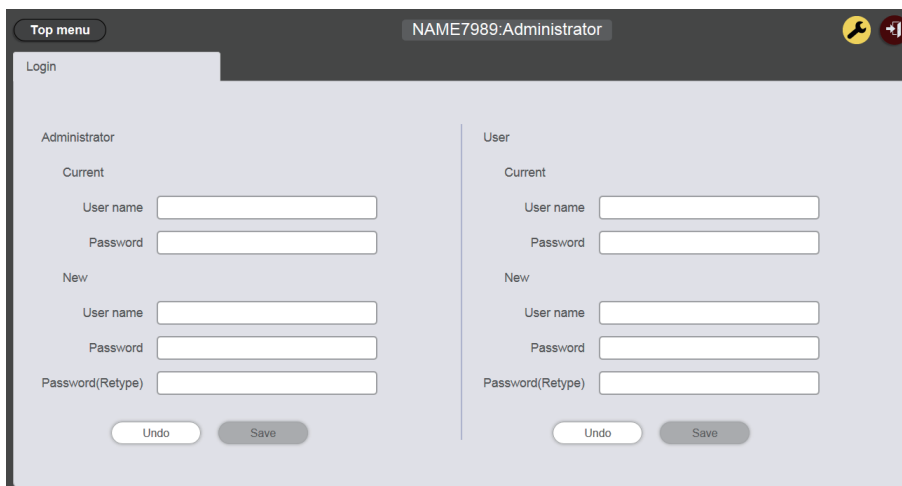 Top menu
NAME7989:Administrator
Login
Administrator
Current
User name
Password
New
User name
Password
Password(Retype)
Undo
Save
User
Current
User name
Password
New
User name
Password
Password(Retype)
Undo
Save